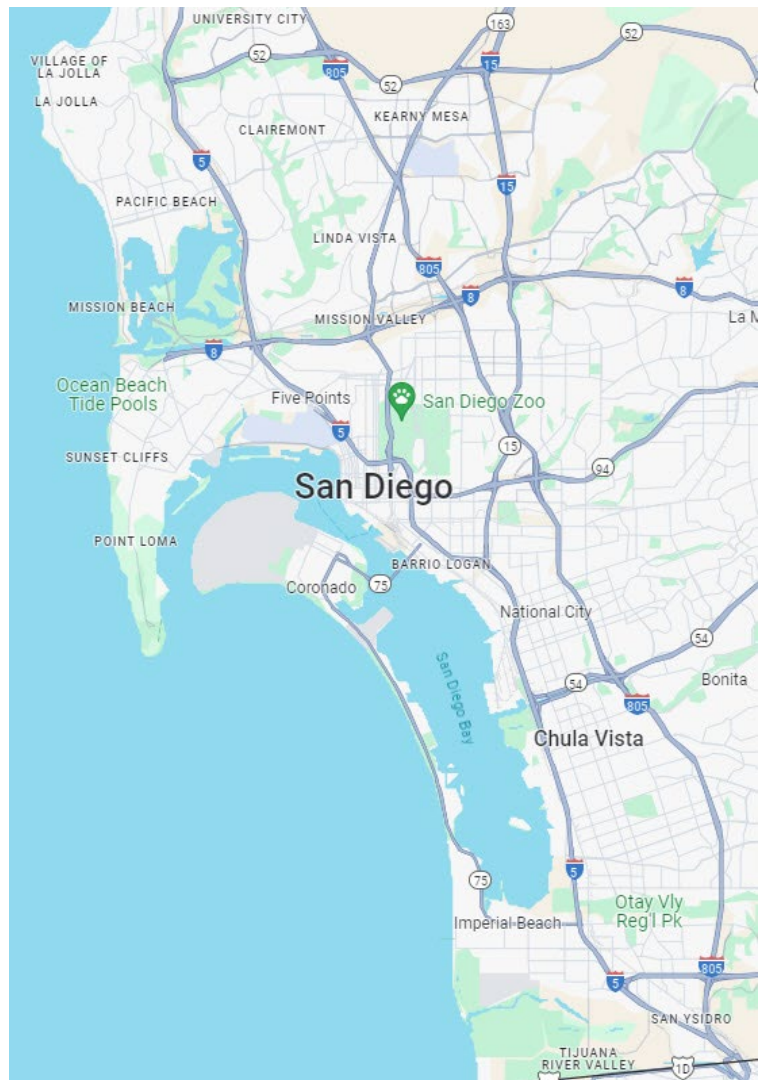 UNIVERSITY CITY
163
52
52
VILLAGE OF
LA JOLLA
805
15
52
LA JOLLA
KEARNY MESA
CLAIREMONT
5
15
PACIFIC BEACH
LINDA VISTA
805
MISSION BEACH
8
8
MISSION VALLEY
La M
8
Ocean Beach
Tide Pools
Five Points
San Diego Zoo
5
15
SUNSET CLIFFS
94
San Diego
POINT LOMA
BARRIO LOGAN
Coronado
75
National City
54
San Diego Bay
54
Bonita
805
Chula Vista
5
75
Otay Vly
Reg'l Pk
Imperial Beach
805
5
SAN YSIDRO
TIJUANA
RIVER VALLEY
1D